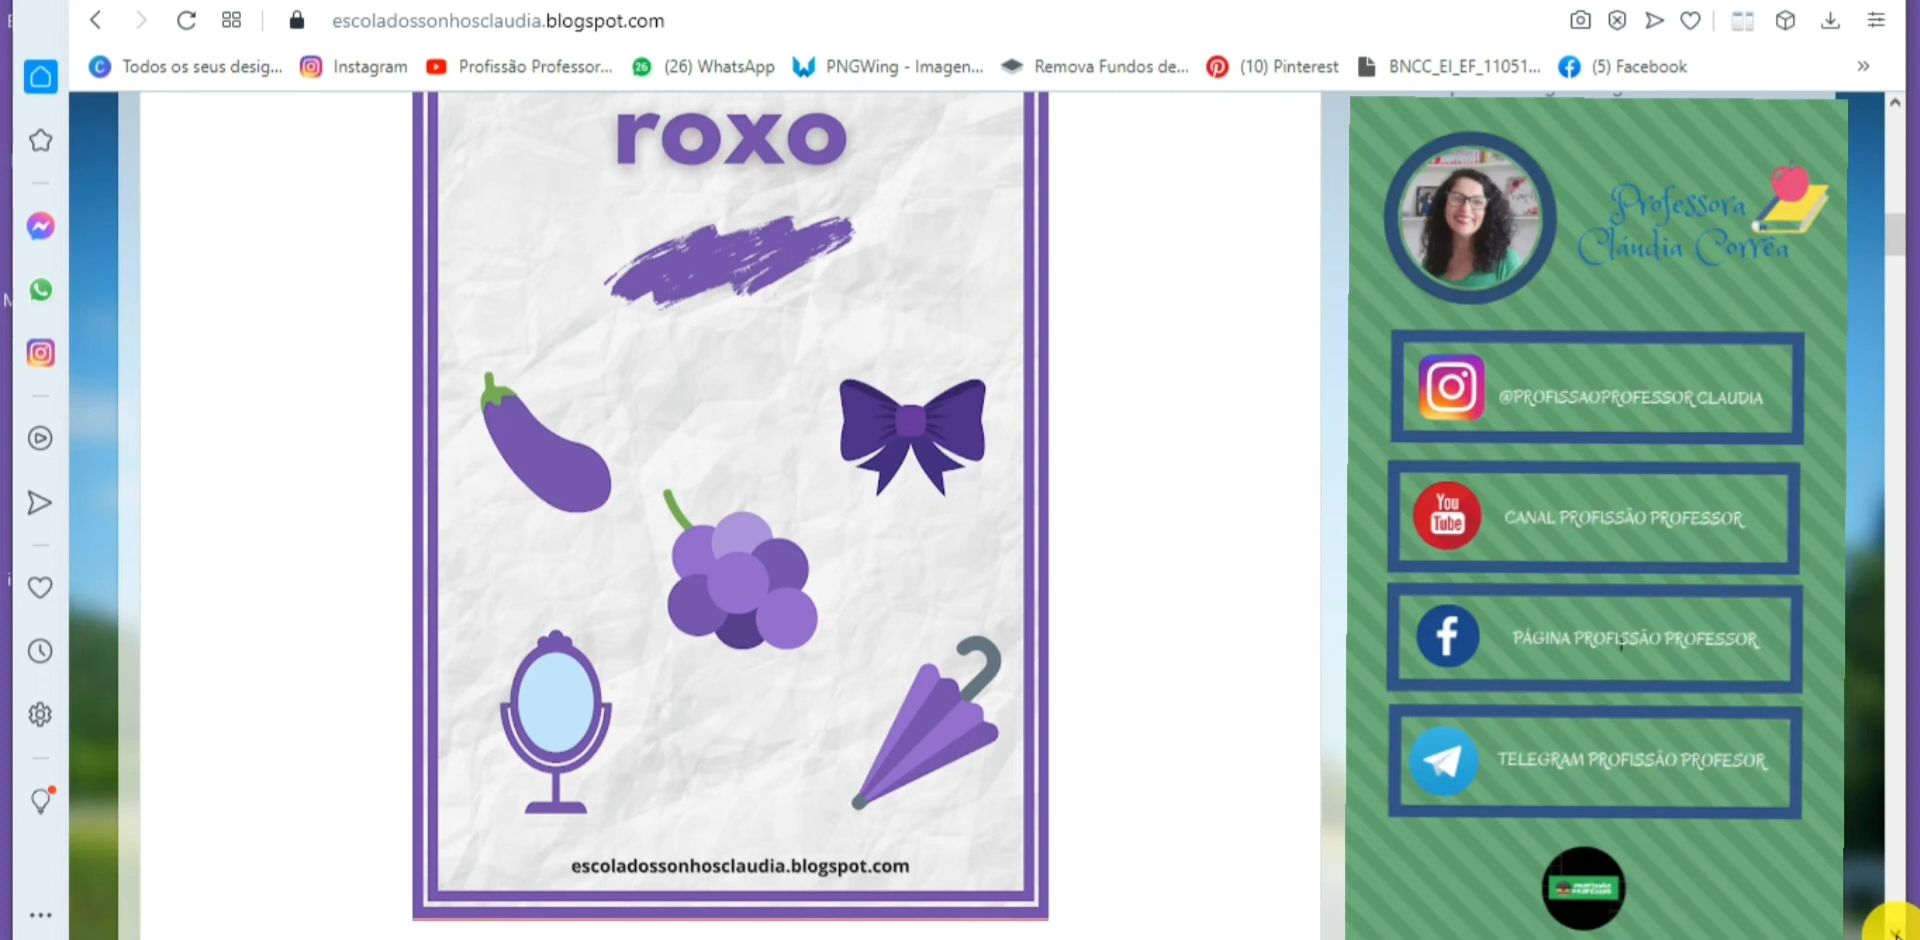 escoladossonhosclaudia.blogspot.com
Todos os seus desig...
Instagram
Profissão Professor...
26
(26) WhatsApp
PNGWing - Imagen...
Remova Fundos de...
(10) Pinterest
BNCC_EI_EF_11051...
(5) Facebook
roxo
escoladossonhosclaudia.blogspot.com
Professora
Cláudia Corrêa
@PROFISSAOPROFESSOR CLAUDIA
You
Tube
CANAL PROFISSÃO PROFESSOR
PÁGINA PROFISSÃO PROFESSOR
TELEGRAM PROFISSÃO PROFESOR